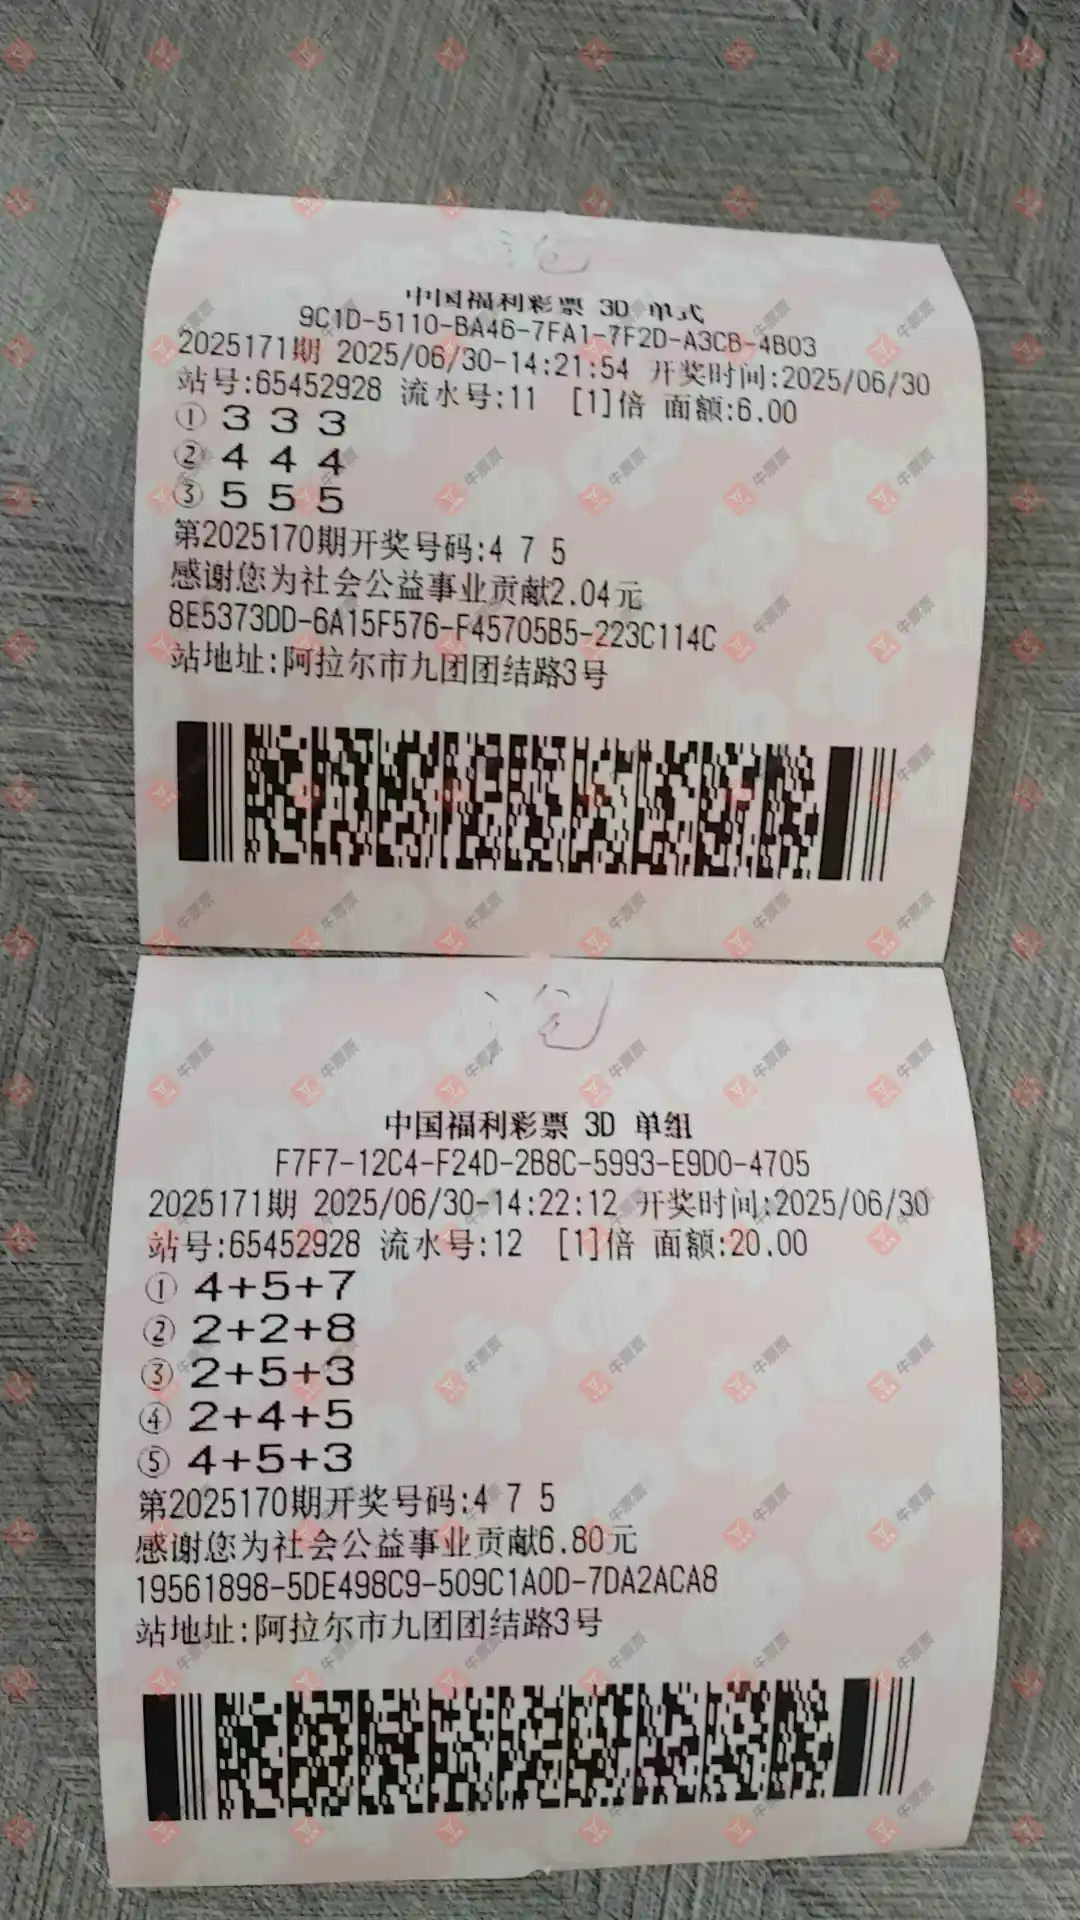 中国福利彩票 3D 单式
9C1D-5110-BA46-7FA1-7F2D-A3CB-4B03
2025171期 2025/06/30-14:21:54 开奖时间:2025/06/30
站号:65452928 流水号:11 [1]倍 面额:6.00
① 3 3 3
② 4 4 4
③ 5 5 5
第2025170期开奖号码:4 7 5
感谢您为社会公益事业贡献2.04元
8E5373DD-6A15F576-F45705B5-223C114C
站地址:阿拉尔市九团团结路3号
中国福利彩票 3D 单组
F7F7-12C4-F24D-2B8C-5993-E9D0-4705
2025171期 2025/06/30-14:22:12 开奖时间:2025/06/30
站号:65452928 流水号:12 [1]倍 面额:20.00
① 4+5+7
② 2+2+8
③ 2+5+3
④ 2+4+5
⑤ 4+5+3
第2025170期开奖号码:4 7 5
感谢您为社会公益事业贡献6.80元
19561898-5DE498C9-509C1A0D-7DA2ACA8
站地址:阿拉尔市九团团结路3号
牛票票